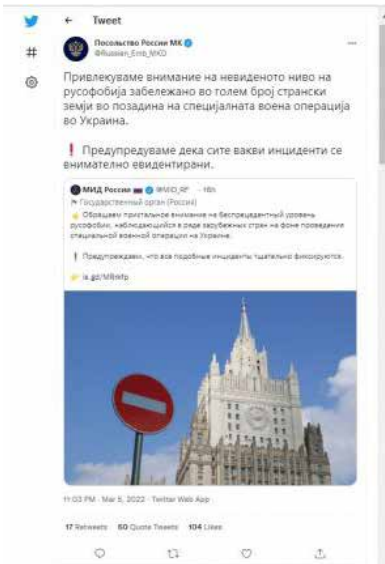 Tweet
Посольство России МК
@Russian_Emb_MKD
Привлекуваме внимание на невиденото ниво на
русофобија забележано во голем број странски
земји во позадина на специјалната воена операција
во Украина.
❗ Предупредуваме дека сите вакви инциденти се
внимателно евидентирани.
МИД России @MID_RF · 16h
Государственный орган (Россия)
Обращаем пристальное внимание на беспрецедентный уровень
русофобии, наблюдающийся в ряде зарубежных стран на фоне проведения
специальной военной операции на Украине.
❗ Предупреждаем, что все подобные инциденты тщательно фиксируются.
11:03 PM · Mar 5, 2022 · Twitter Web App
17 Retweets 60 Quote Tweets 104 Likes